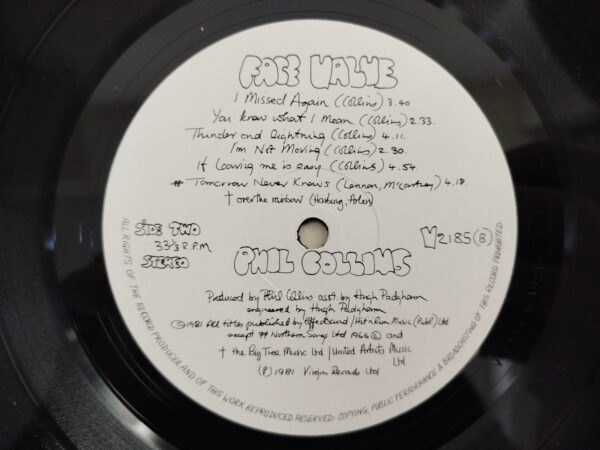 FACE VALUE
I Missed Again (Collins) 3.40
You know what I Mean (Collins) 2.33.
Thunder and Lightning (Collins) 4.11.
I'm Not Moving (Collins) 2.30.
If Leaving me is easy (Collins) 4.54.
# Tomorrow Never Knows (Lennon, McCartney) 4.18.
† over the rainbow (Harburg, Arlen)
SIDE TWO
33⅓ R.P.M
STEREO
V2185(B)
PHIL COLLINS
Produced by Phil Collins asst. by Hugh Padgham
engineered by Hugh Padgham
© 1981 All titles published by Effectsound/Hit n Run Music (Publ) Ltd
except # Northern Songs Ltd 1966 © and
† the Big Tree Music Ltd / United Artists Music Ltd
(P) 1981 Virgin Records Ltd
ALL RIGHTS OF THE RECORD PRODUCER AND OF THIS WORK REPRODUCED RESERVED. COPYING, PUBLIC PERFORMANCE & BROADCASTING OF THIS RECORD PROHIBITED.